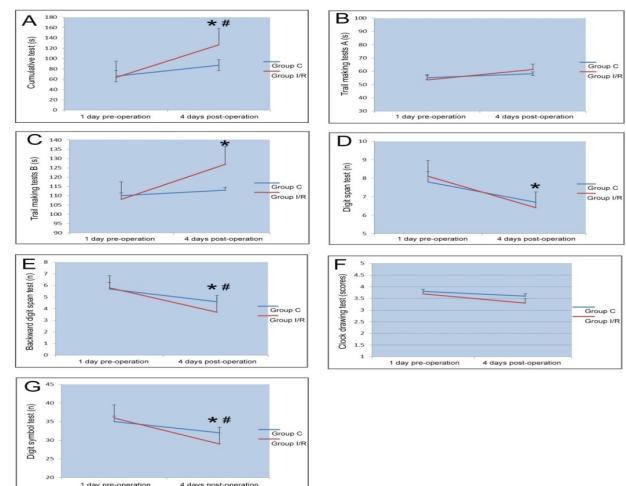 A
Cumulative test (s)
180
160
140
120
100
80
60
40
20
0
* #
Group C
Group I/R
1 day pre-operation 4 days post-operation
B
Trail making tests A (s)
100
90
80
70
60
50
40
30
Group C
Group I/R
1 day pre-operation 4 days post-operation
C
Trail making tests B (s)
140
135
130
125
120
115
110
105
100
95
90
*
Group C
Group I/R
1 day pre-operation 4 days post-operation
D
Digit span test (n)
10
9
8
7
6
5
*
Group C
Group I/R
1 day pre-operation 4 days post-operation
E
Backward digit span test (n)
8
7
6
5
4
3
2
1
0
* #
Group C
Group I/R
1 day pre-operation 4 days post-operation
F
Clock drawing test (scores)
5
4.5
4
3.5
3
2.5
2
1.5
1
Group C
Group I/R
1 day pre-operation 4 days post-operation
G
Digit symbol test (n)
45
40
35
30
25
20
* #
Group C
Group I/R
1 day pre-operation 4 days post-operation